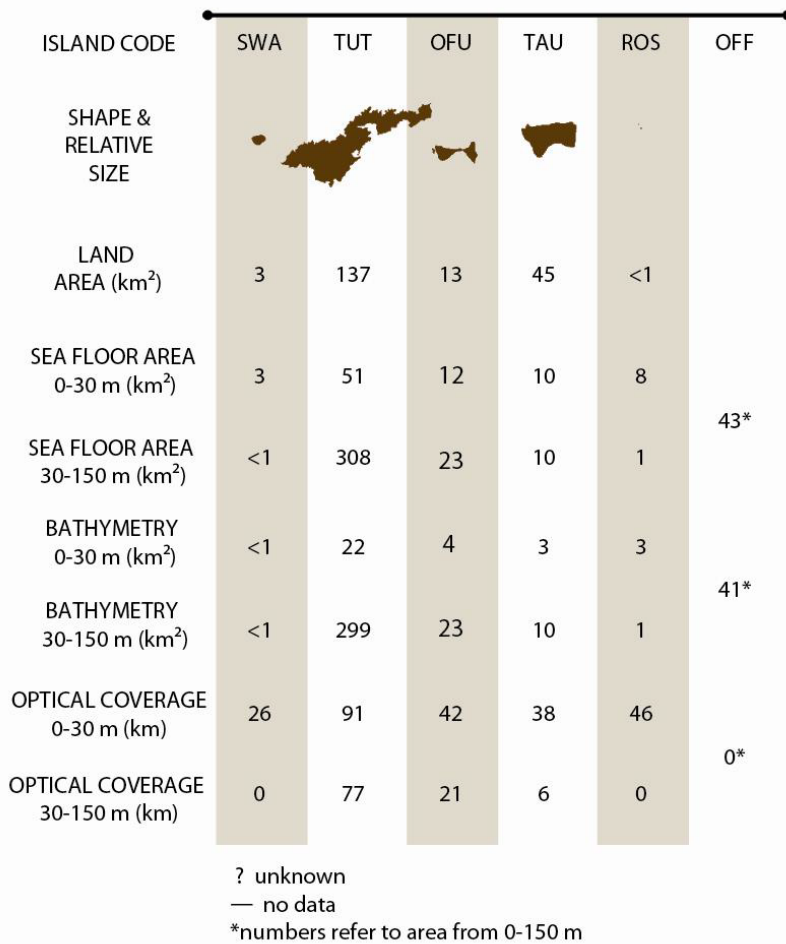 ISLAND CODE SWA TUT OFU TAU ROS OFF
SHAPE &
RELATIVE
SIZE
LAND
AREA (km²) 3 137 13 45 <1
SEA FLOOR AREA
0-30 m (km²) 3 51 12 10 8
43*
SEA FLOOR AREA
30-150 m (km²) <1 308 23 10 1
BATHYMETRY
0-30 m (km²) <1 22 4 3 3
41*
BATHYMETRY
30-150 m (km²) <1 299 23 10 1
OPTICAL COVERAGE
0-30 m (km) 26 91 42 38 46
0*
OPTICAL COVERAGE
30-150 m (km) 0 77 21 6 0
? unknown
— no data
*numbers refer to area from 0-150 m